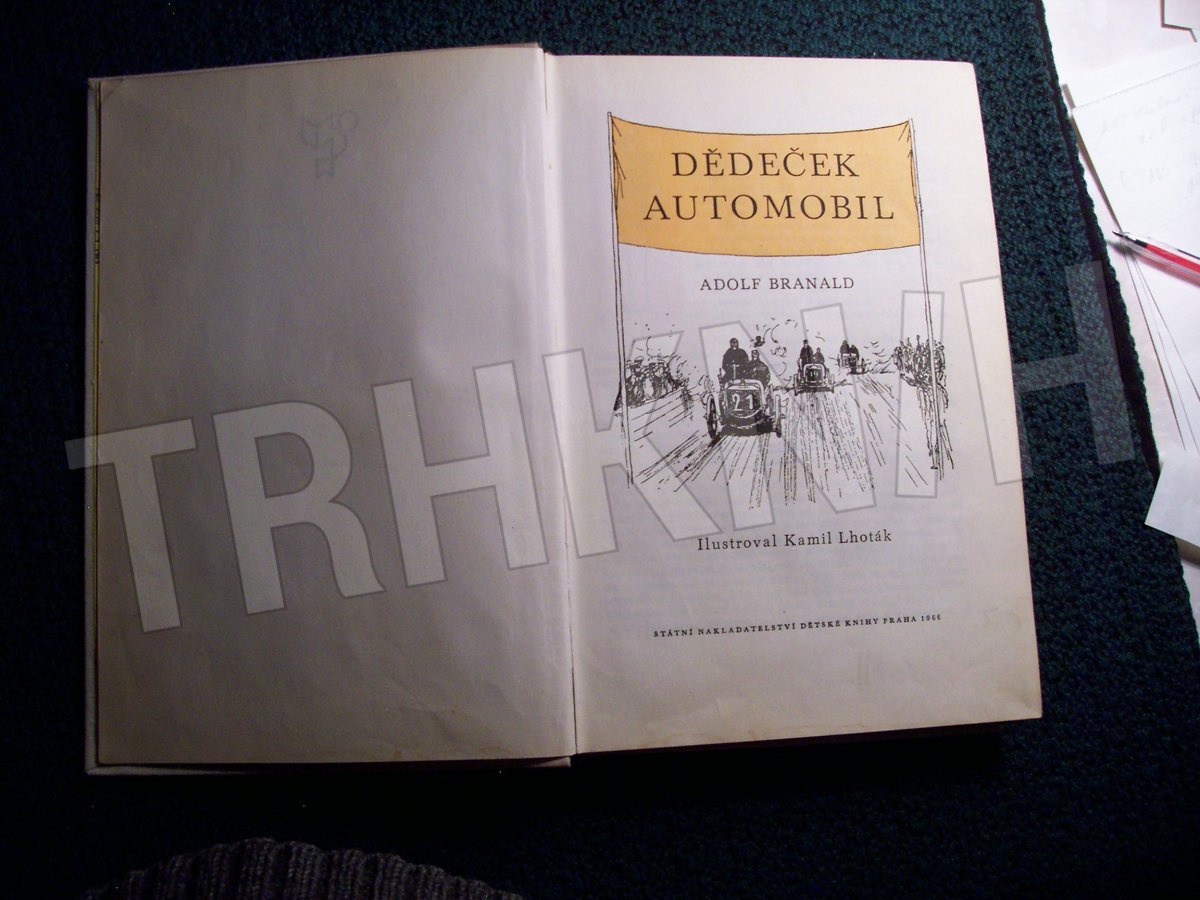 DĚDEČEK
AUTOMOBIL
ADOLF BRANALD
21
Ilustroval Kamil Lhoták
STÁTNÍ NAKLADATELSTVÍ DĚTSKÉ KNIHY PRAHA 1966
TRHKNIH